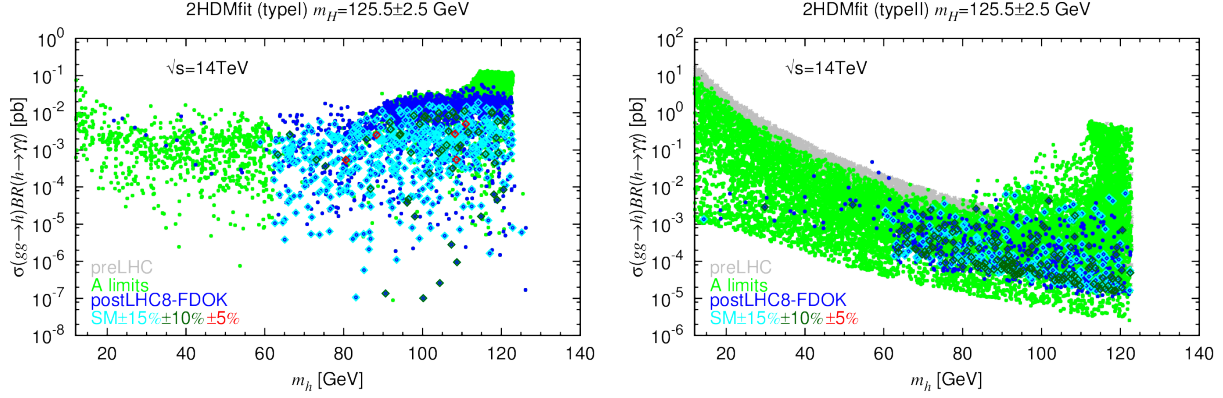 2HDMfit (typeI) m_H=125.5±2.5 GeV
√s=14TeV
σ(gg→h)BR(h→γγ) [pb]
10^0
10^-1
10^-2
10^-3
10^-4
10^-5
10^-6
10^-7
10^-8
preLHC
A limits
postLHC8-FDOK
SM±15%±10%±5%
20 40 60 80 100 120 140
m_h [GeV]
2HDMfit (typeII) m_H=125.5±2.5 GeV
√s=14TeV
σ(gg→h)BR(h→γγ) [pb]
10^2
10^1
10^0
10^-1
10^-2
10^-3
10^-4
10^-5
10^-6
preLHC
A limits
postLHC8-FDOK
SM±15%±10%±5%
20 40 60 80 100 120 140
m_h [GeV]